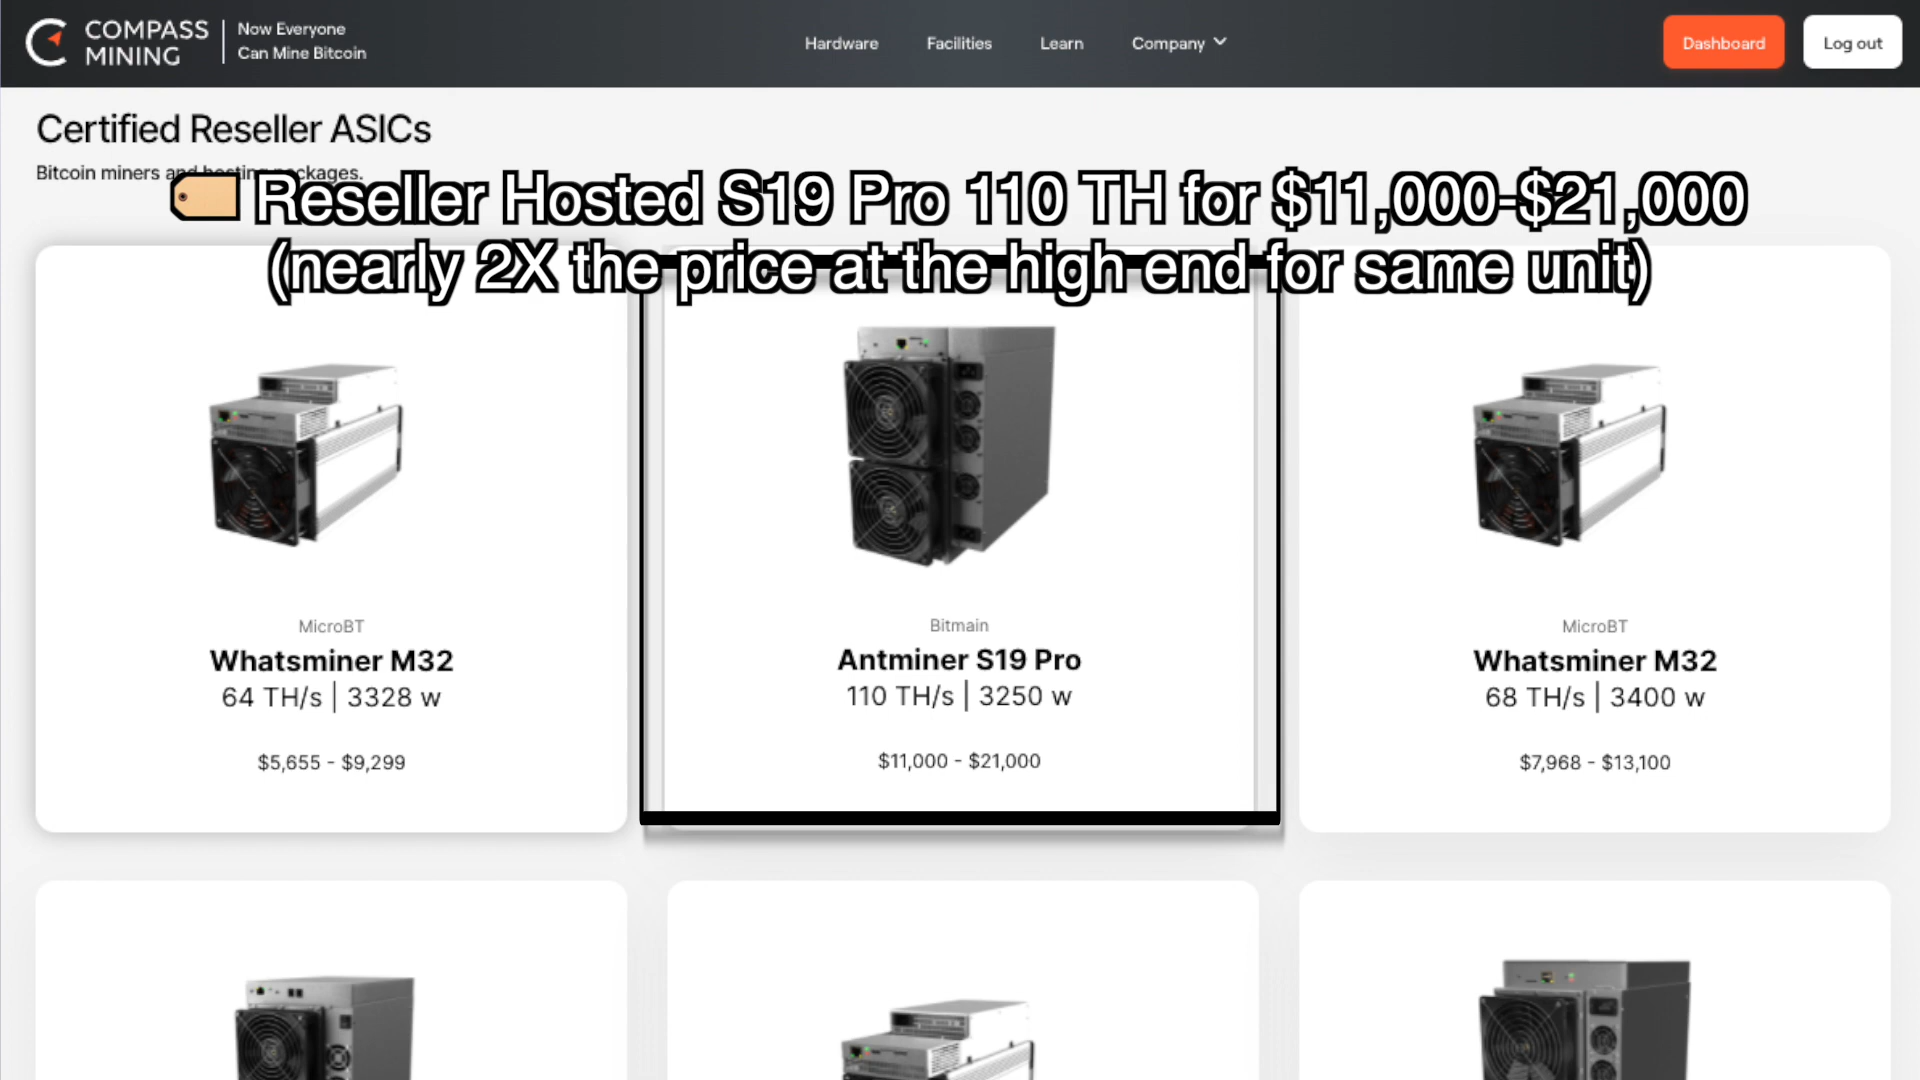 COMPASS
MINING
Now Everyone
Can Mine Bitcoin
Hardware
Facilities
Learn
Company
Dashboard
Log out
Certified Reseller ASICs
Bitcoin miners and hosting packages.
Reseller Hosted S19 Pro 110 TH for $11,000-$21,000
(nearly 2X the price at the high end for same unit)
MicroBT
Whatsminer M32
64 TH/s | 3328 w
$5,655 - $9,299
Bitmain
Antminer S19 Pro
110 TH/s | 3250 w
$11,000 - $21,000
MicroBT
Whatsminer M32
68 TH/s | 3400 w
$7,968 - $13,100